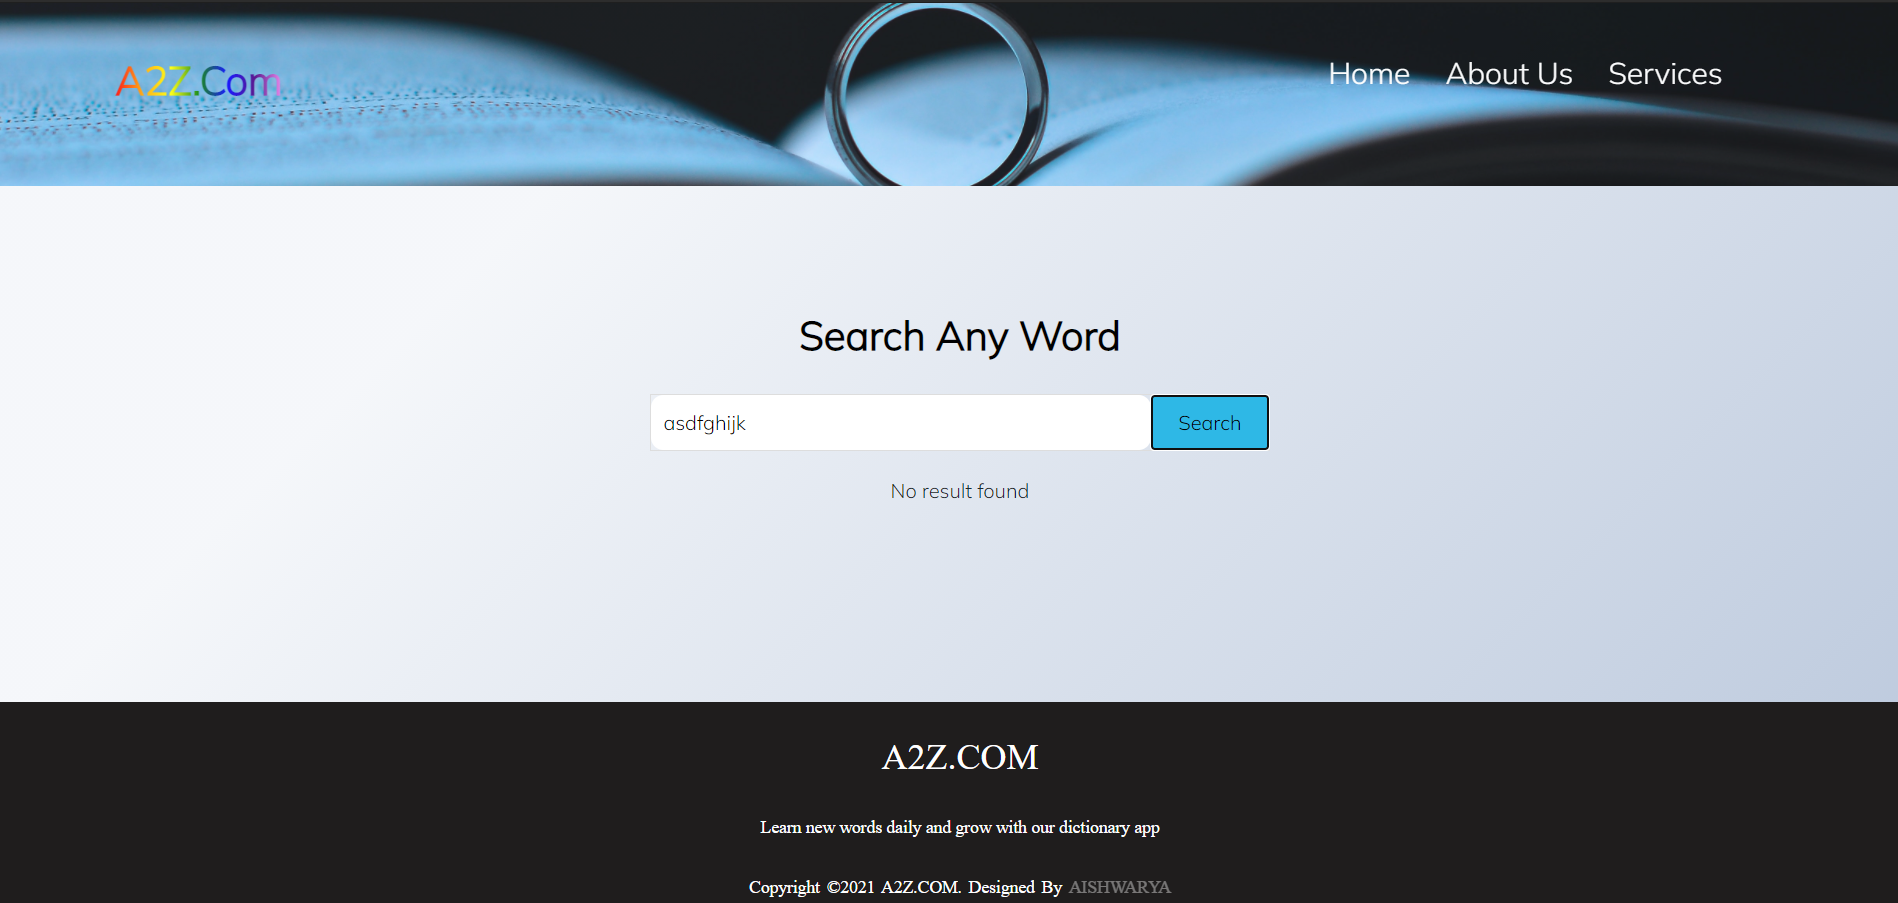 A2Z.Com
Home About Us Services
Search Any Word
asdfghijk Search
No result found
A2Z.COM
Learn new words daily and grow with our dictionary app
Copyright ©2021 A2Z.COM. Designed By AISHWARYA